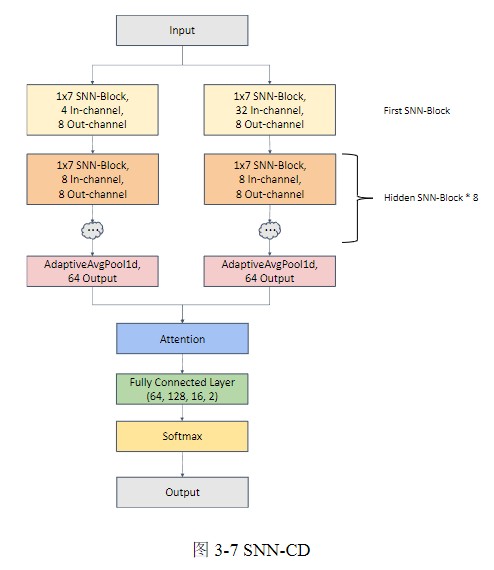 Input
1x7 SNN-Block,
4 In-channel,
8 Out-channel
1x7 SNN-Block,
32 In-channel,
8 Out-channel
First SNN-Block
1x7 SNN-Block,
8 In-channel,
8 Out-channel
1x7 SNN-Block,
8 In-channel,
8 Out-channel
Hidden SNN-Block * 8
AdaptiveAvgPool1d,
64 Output
AdaptiveAvgPool1d,
64 Output
Attention
Fully Connected Layer
(64, 128, 16, 2)
Softmax
Output
图 3-7 SNN-CD